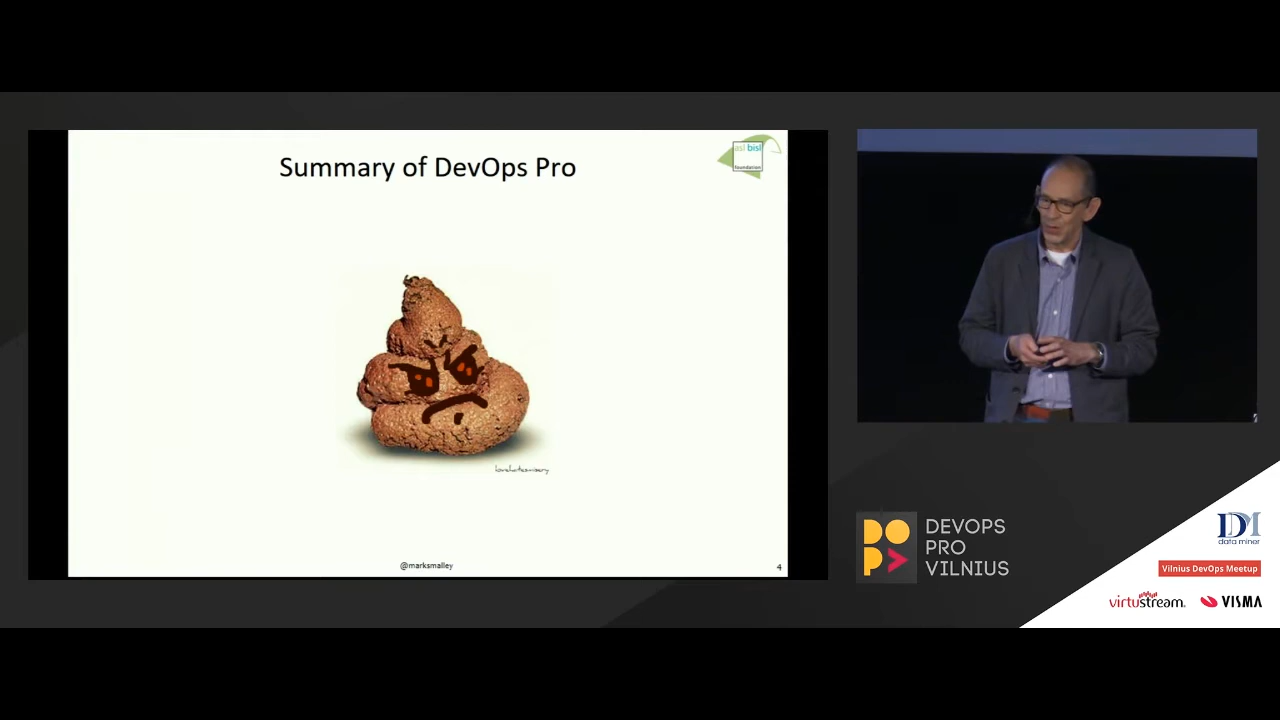 Summary of DevOps Pro
asl bisl
foundation
@marksmalley
4
DEVOPS
PRO
VILNIUS
DM
data miner
Vilnius DevOps Meetup
virtustream.
VISMA